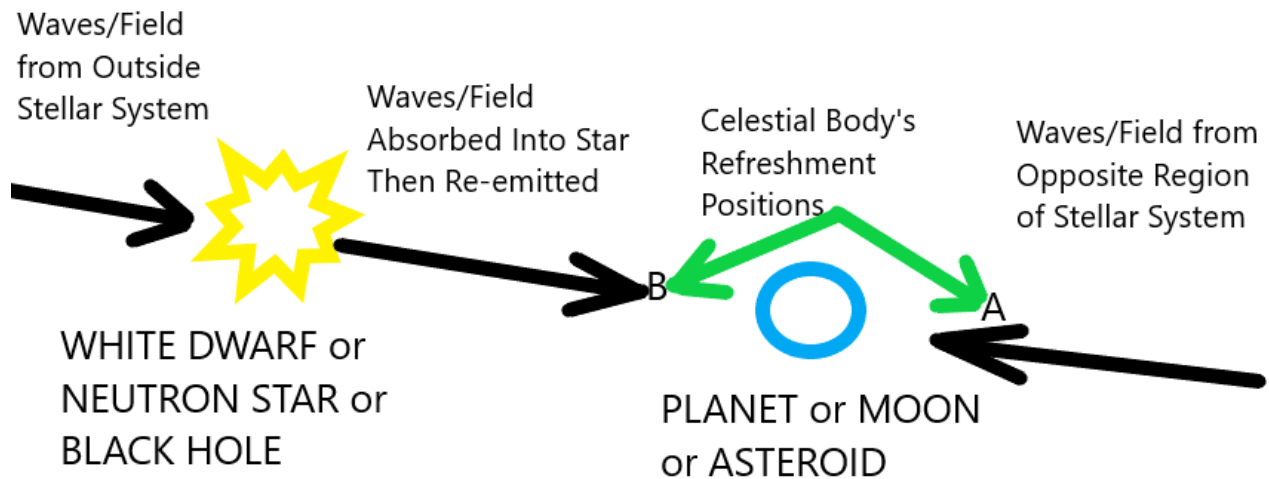 Waves/Field
from Outside
Stellar System
Waves/Field
Absorbed Into Star
Then Re-emitted
Celestial Body's
Refreshment
Positions
Waves/Field from
Opposite Region
of Stellar System
B
A
WHITE DWARF or
NEUTRON STAR or
BLACK HOLE
PLANET or MOON
or ASTEROID